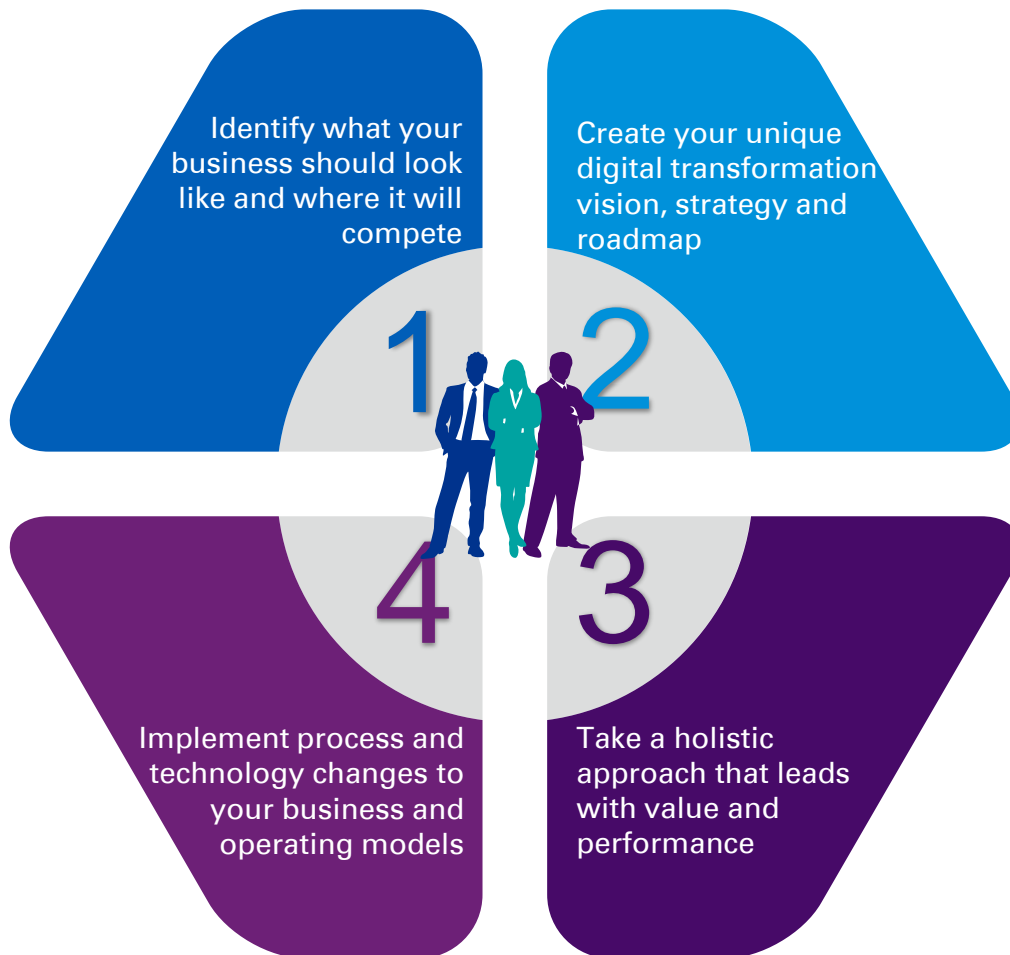 Identify what your
business should look
like and where it will
compete
1
Create your unique
digital transformation
vision, strategy and
roadmap
2
3
Take a holistic
approach that leads
with value and
performance
4
Implement process and
technology changes to
your business and
operating models